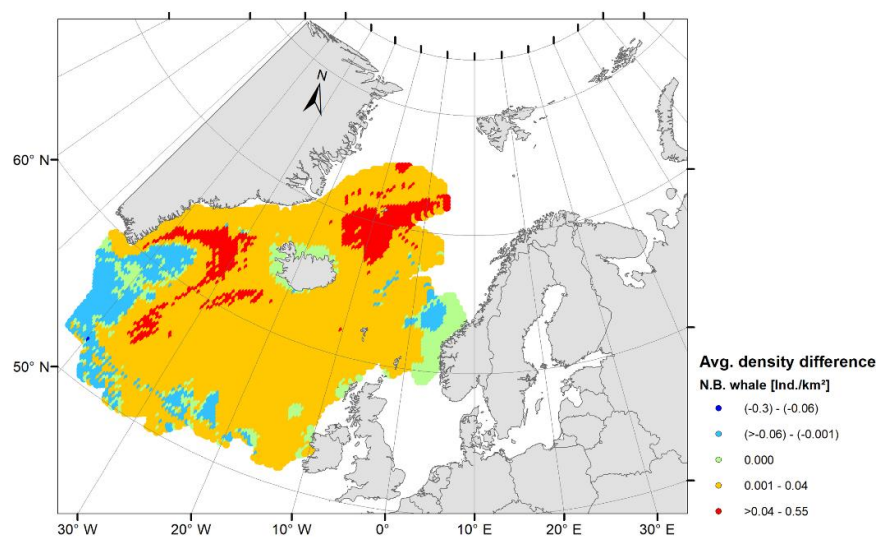 N
60° N
50° N
30° W
20° W
10° W
0°
10° E
20° E
30° E
Avg. density difference
N.B. whale [Ind./km²]
(-0.3) - (-0.06)
(>-0.06) - (-0.001)
0.000
0.001 - 0.04
>0.04 - 0.55